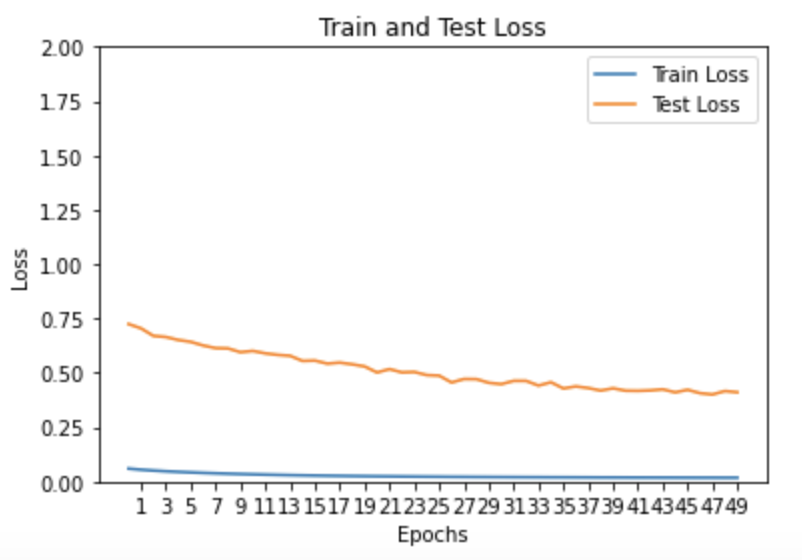 Train and Test Loss
2.00
1.75
1.50
1.25
1.00
0.75
0.50
0.25
0.00
Loss
Train Loss
Test Loss
1 3 5 7 9 11 13 15 17 19 21 23 25 27 29 31 33 35 37 39 41 43 45 47 49
Epochs